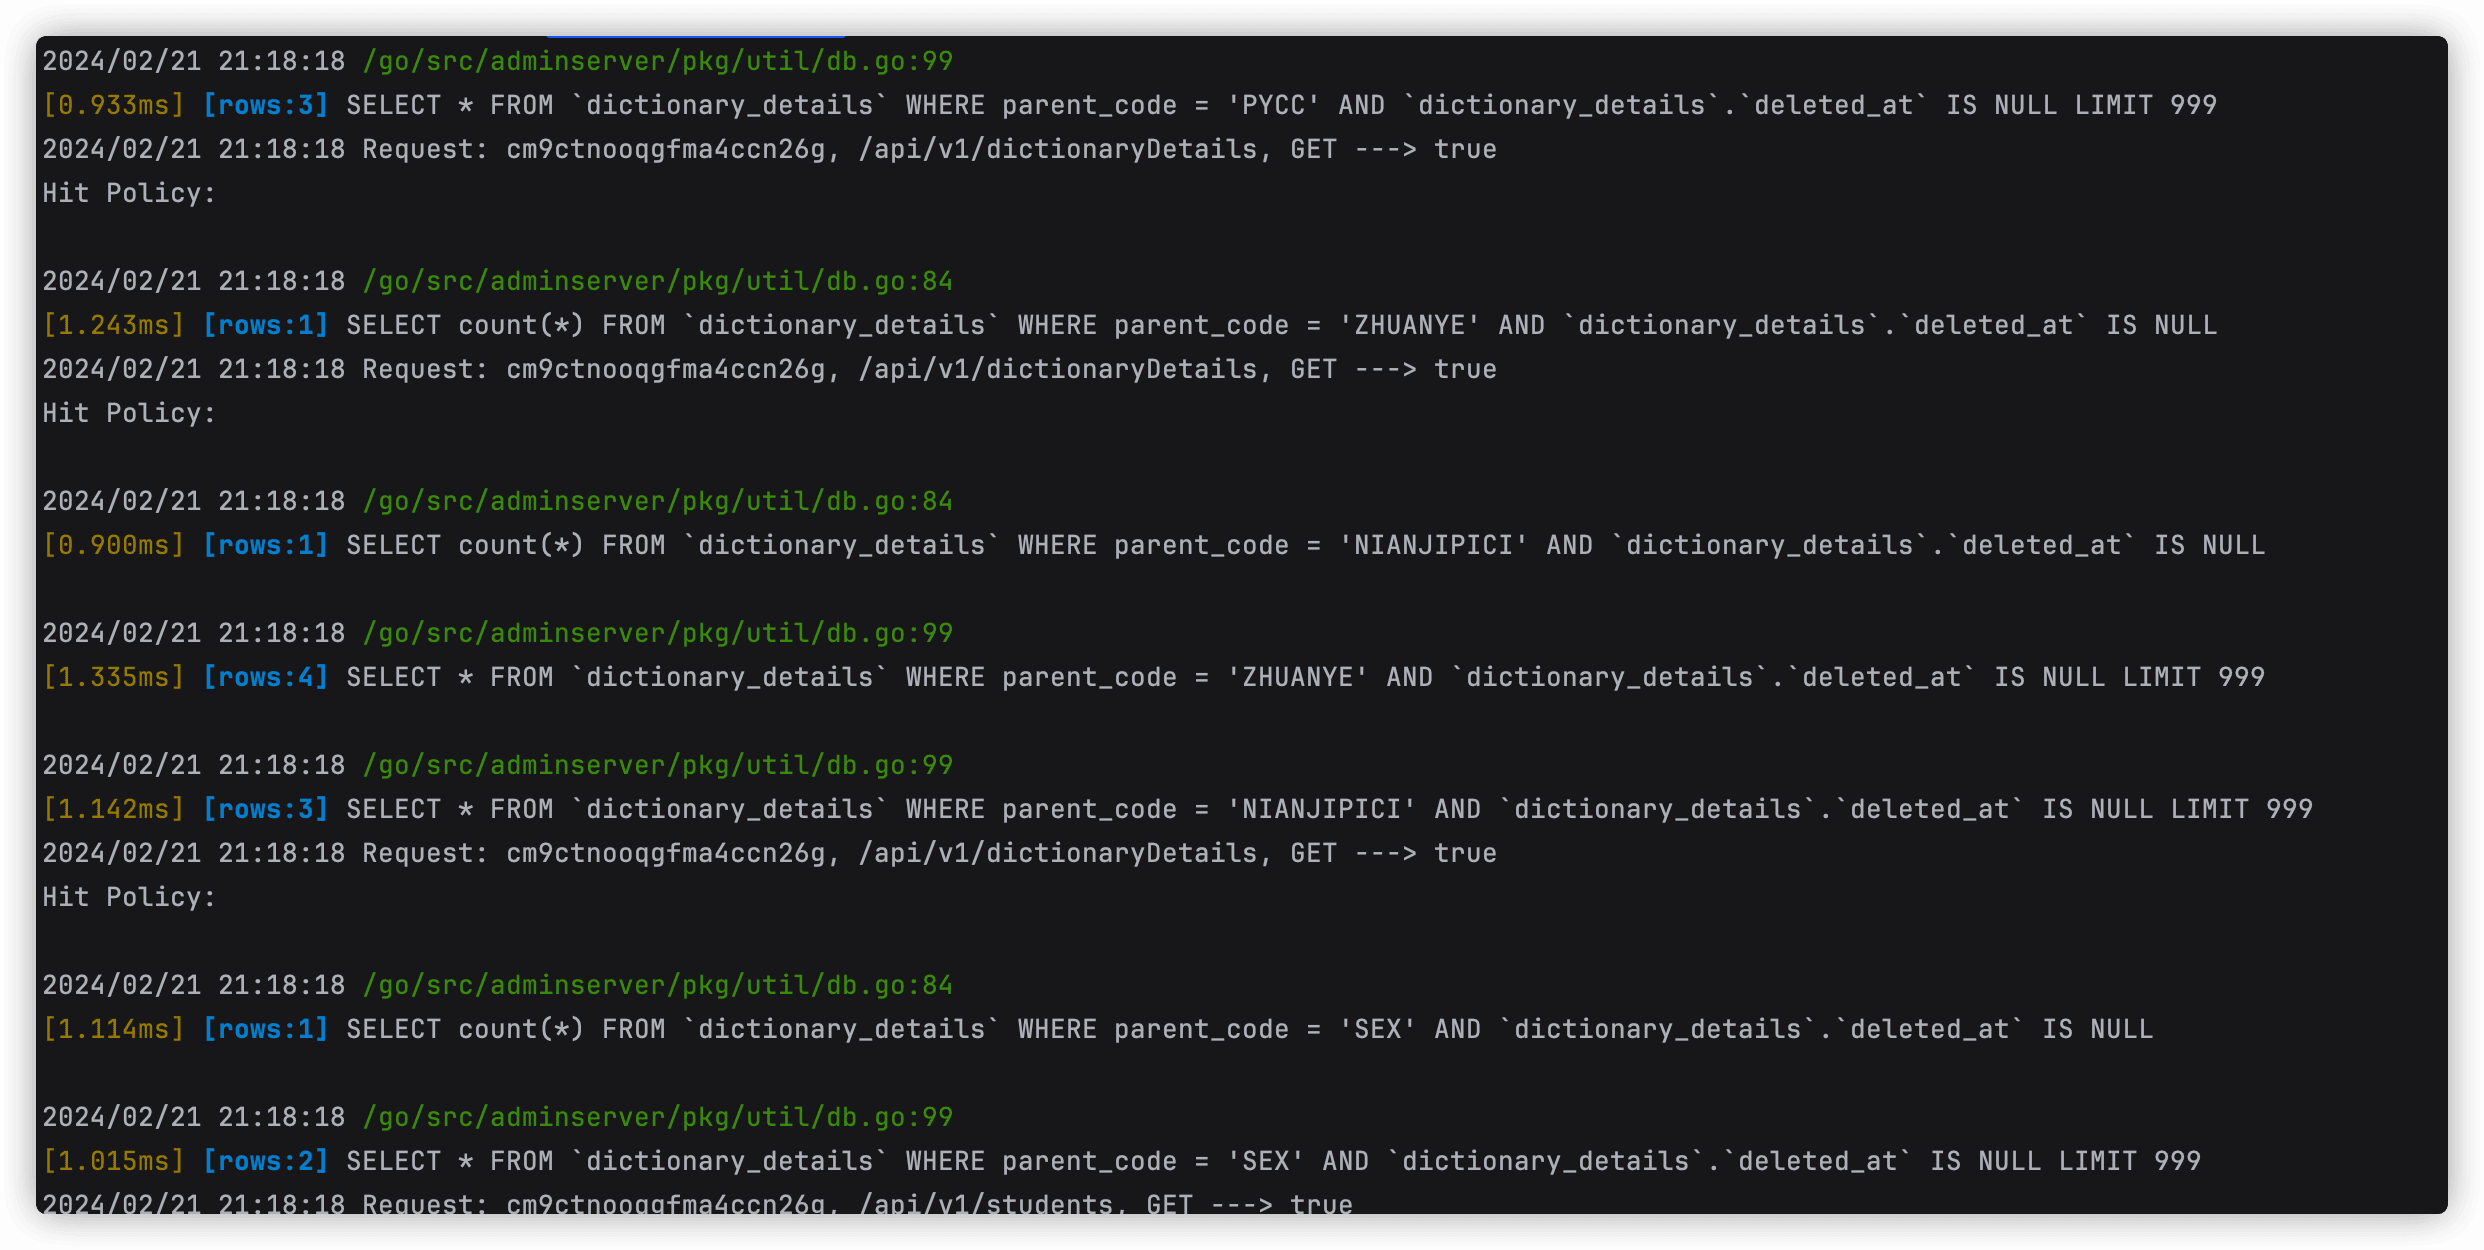 2024/02/21 21:18:18 /go/src/adminserver/pkg/util/db.go:99
[0.933ms] [rows:3] SELECT * FROM `dictionary_details` WHERE parent_code = 'PYCC' AND `dictionary_details`.`deleted_at` IS NULL LIMIT 999
2024/02/21 21:18:18 Request: cm9ctnooqgfma4ccn26g, /api/v1/dictionaryDetails, GET ---> true
Hit Policy:
2024/02/21 21:18:18 /go/src/adminserver/pkg/util/db.go:84
[1.243ms] [rows:1] SELECT count(*) FROM `dictionary_details` WHERE parent_code = 'ZHUANYE' AND `dictionary_details`.`deleted_at` IS NULL
2024/02/21 21:18:18 Request: cm9ctnooqgfma4ccn26g, /api/v1/dictionaryDetails, GET ---> true
Hit Policy:
2024/02/21 21:18:18 /go/src/adminserver/pkg/util/db.go:84
[0.900ms] [rows:1] SELECT count(*) FROM `dictionary_details` WHERE parent_code = 'NIANJIPICI' AND `dictionary_details`.`deleted_at` IS NULL
2024/02/21 21:18:18 /go/src/adminserver/pkg/util/db.go:99
[1.335ms] [rows:4] SELECT * FROM `dictionary_details` WHERE parent_code = 'ZHUANYE' AND `dictionary_details`.`deleted_at` IS NULL LIMIT 999
2024/02/21 21:18:18 /go/src/adminserver/pkg/util/db.go:99
[1.142ms] [rows:3] SELECT * FROM `dictionary_details` WHERE parent_code = 'NIANJIPICI' AND `dictionary_details`.`deleted_at` IS NULL LIMIT 999
2024/02/21 21:18:18 Request: cm9ctnooqgfma4ccn26g, /api/v1/dictionaryDetails, GET ---> true
Hit Policy:
2024/02/21 21:18:18 /go/src/adminserver/pkg/util/db.go:84
[1.114ms] [rows:1] SELECT count(*) FROM `dictionary_details` WHERE parent_code = 'SEX' AND `dictionary_details`.`deleted_at` IS NULL
2024/02/21 21:18:18 /go/src/adminserver/pkg/util/db.go:99
[1.015ms] [rows:2] SELECT * FROM `dictionary_details` WHERE parent_code = 'SEX' AND `dictionary_details`.`deleted_at` IS NULL LIMIT 999
2024/02/21 21:18:18 Request: cm9ctnooqgfma4ccn26g, /api/v1/students, GET ---> true